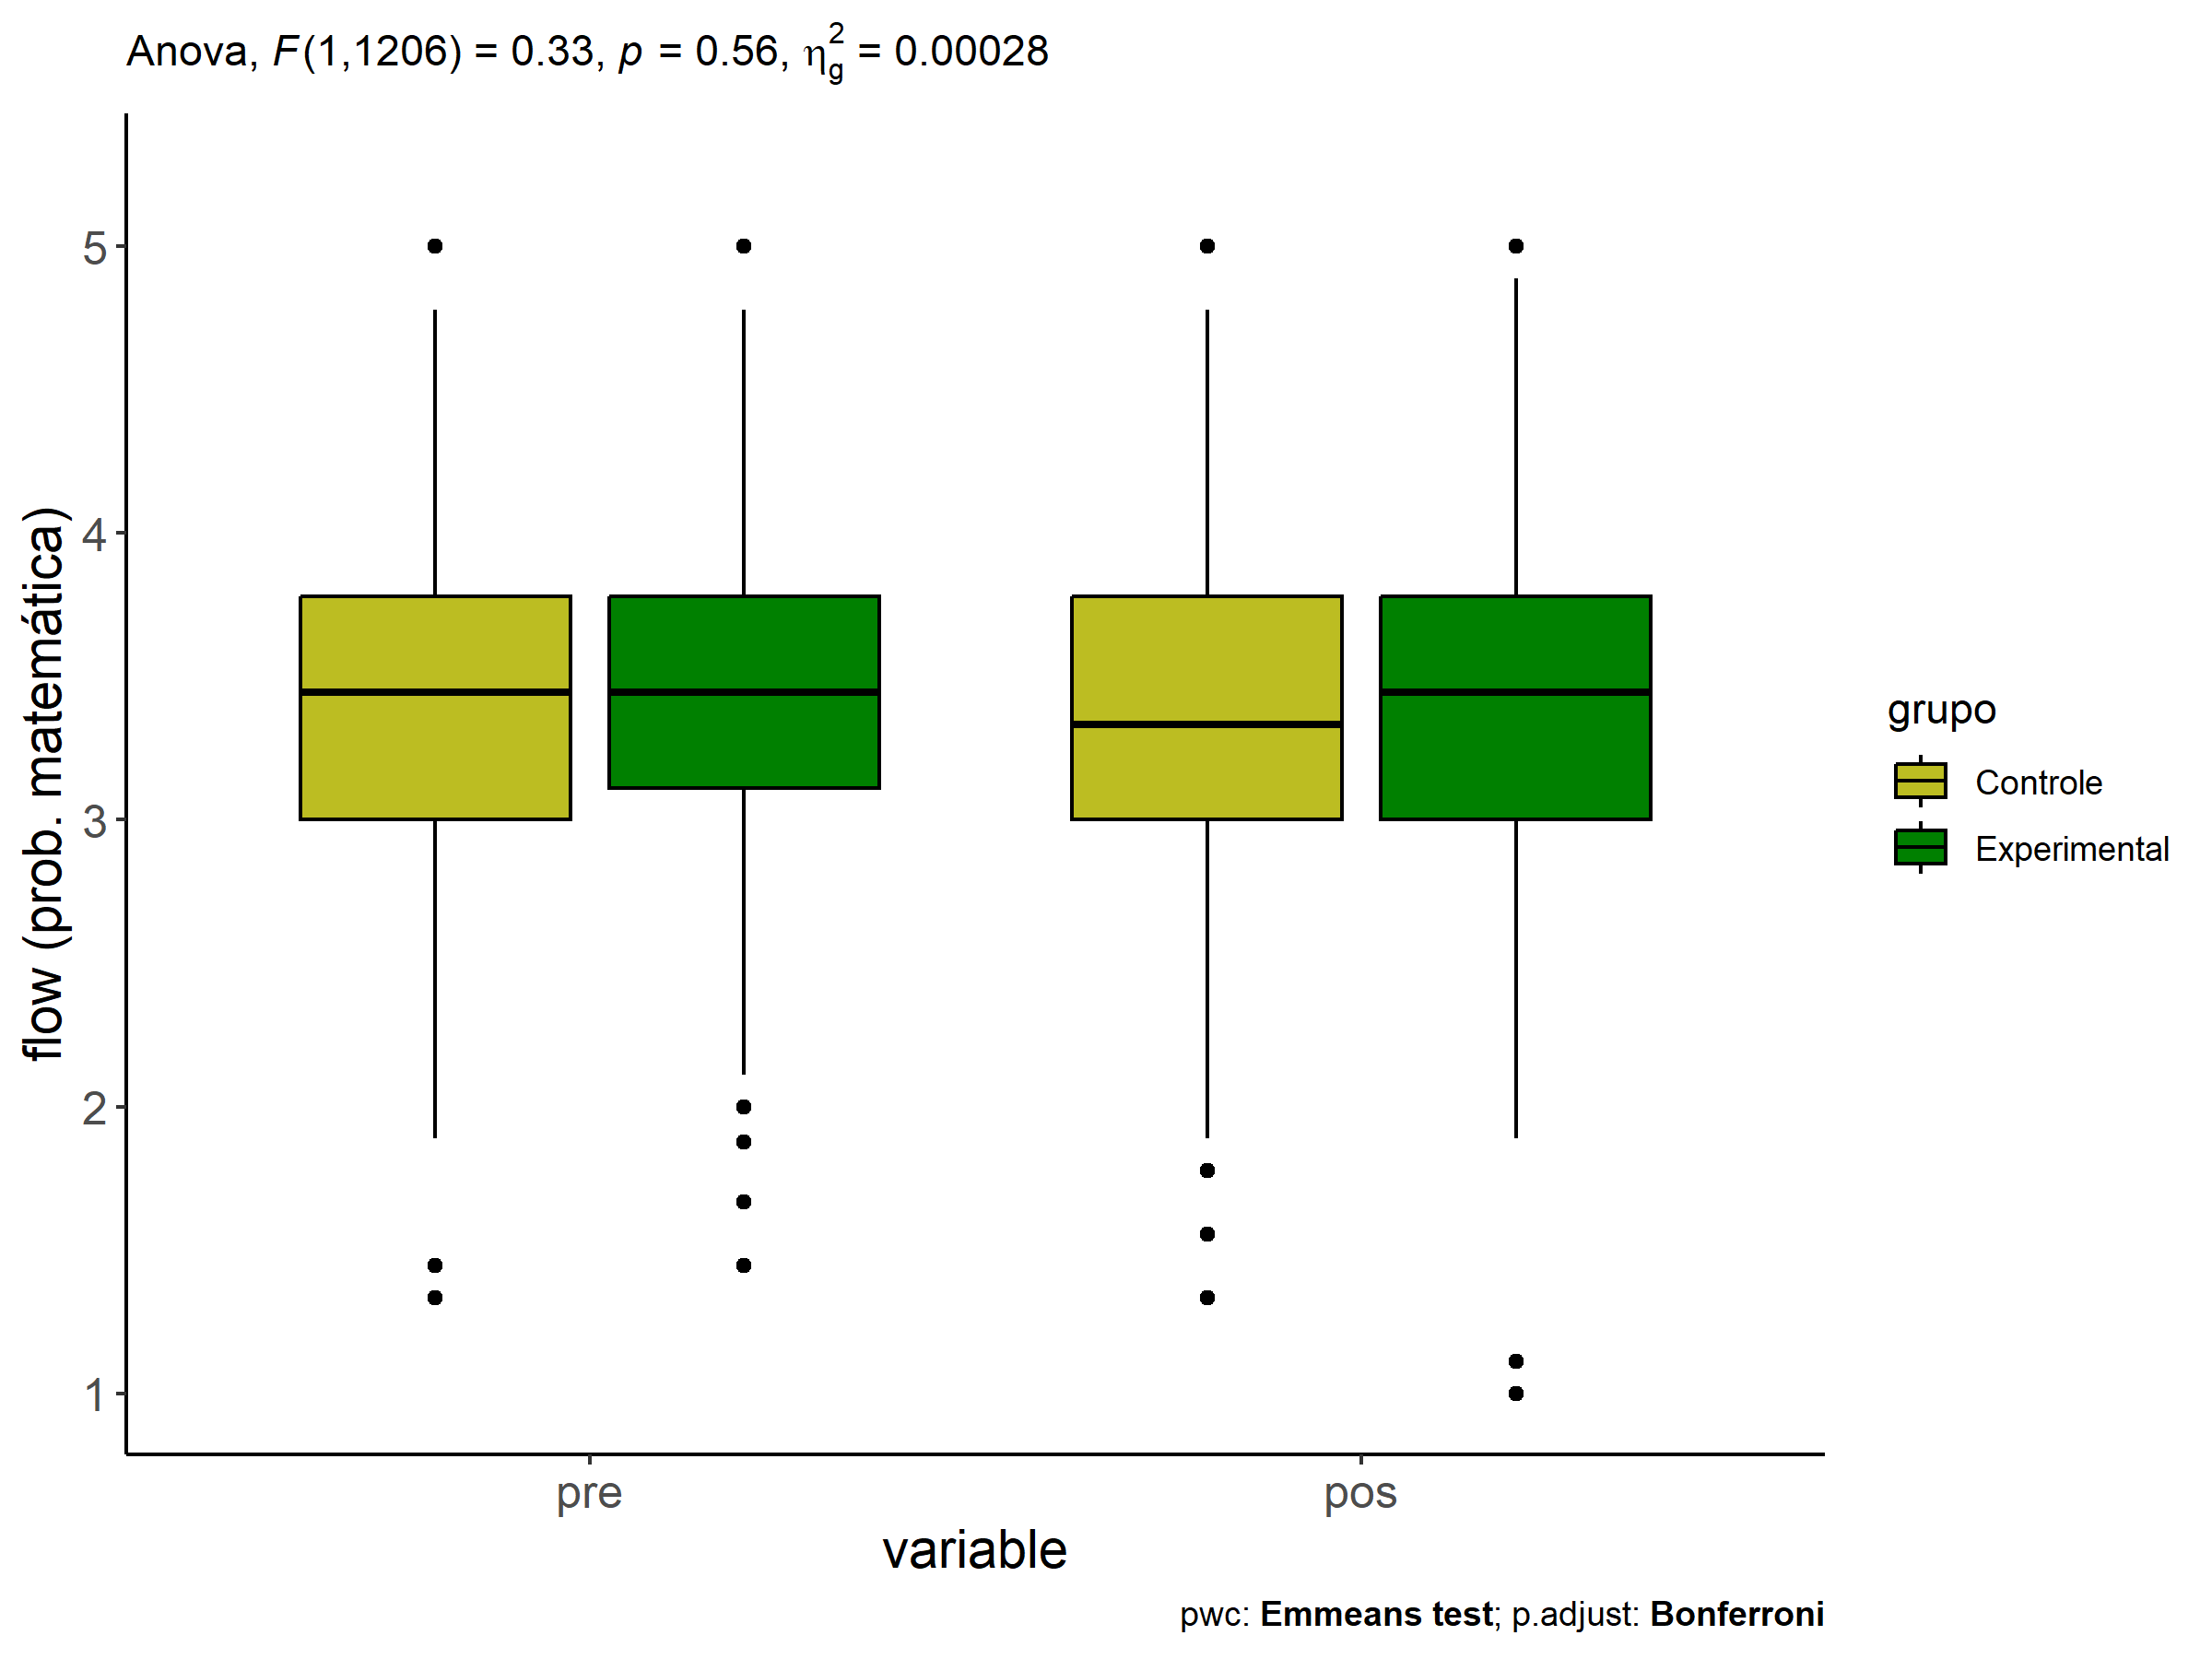 Anova, F(1,1206) = 0.33, p = 0.56, η²g = 0.00028
flow (prob. matemática)
5
4
3
2
1
pre
pos
variable
grupo
Controle
Experimental
pwc: Emmeans test; p.adjust: Bonferroni